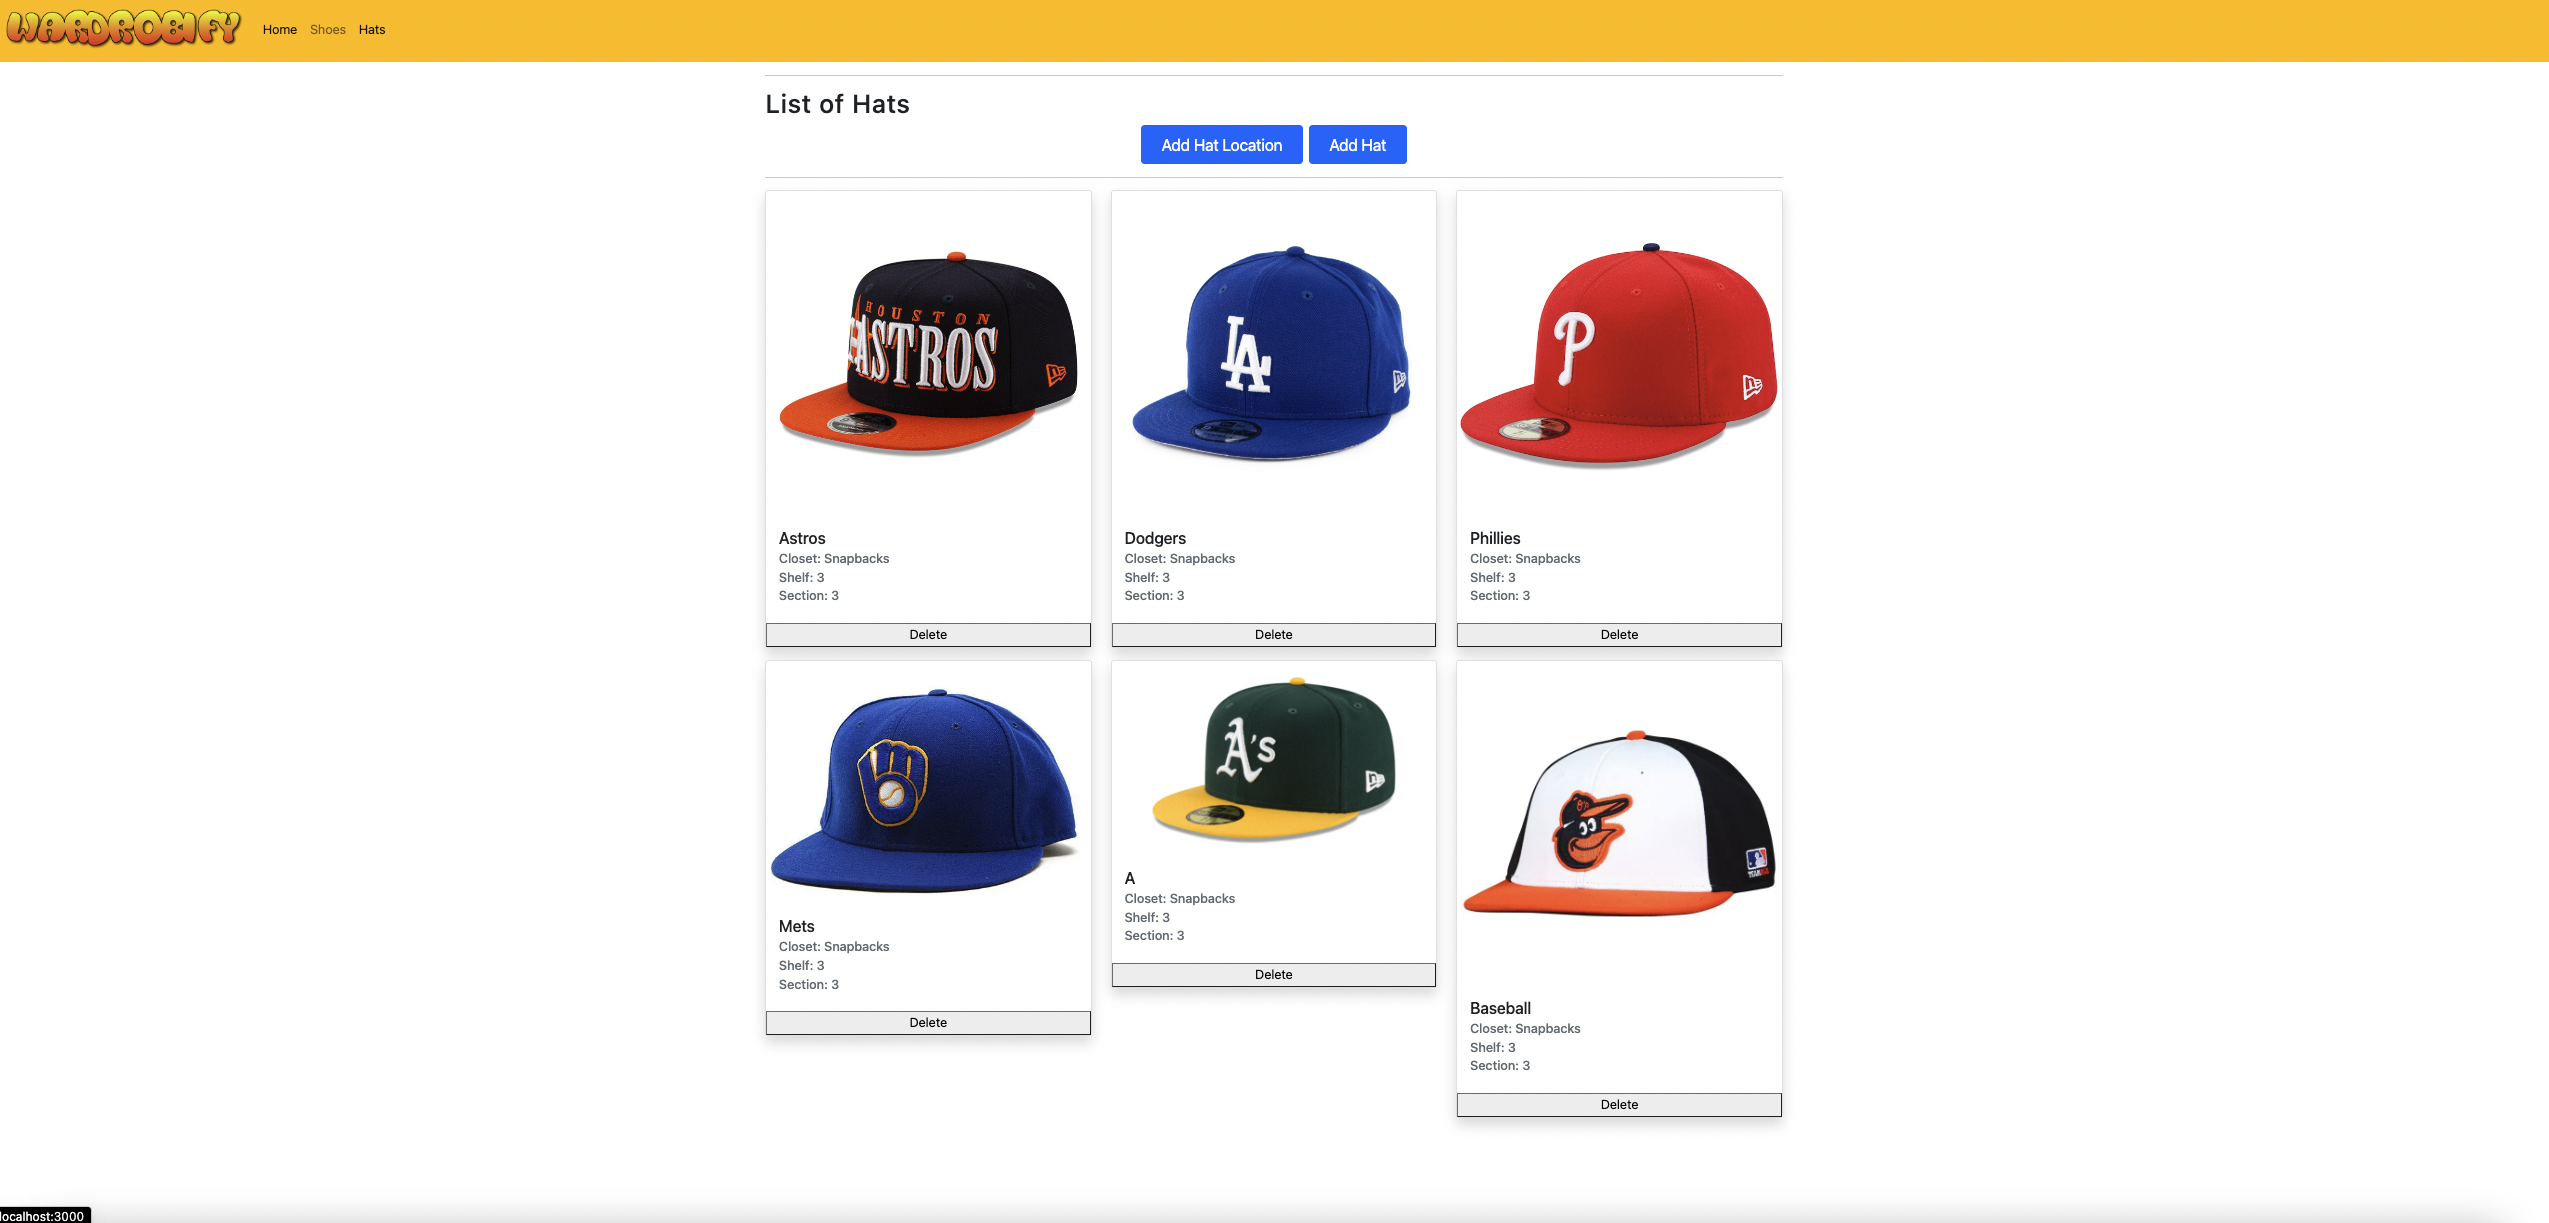 WARDROBIFY
Home Shoes Hats
List of Hats
Add Hat Location Add Hat
HOUSTON
ASTROS
LA
P
Astros
Closet: Snapbacks
Shelf: 3
Section: 3
Delete
Dodgers
Closet: Snapbacks
Shelf: 3
Section: 3
Delete
Phillies
Closet: Snapbacks
Shelf: 3
Section: 3
Delete
A's
Mets
Closet: Snapbacks
Shelf: 3
Section: 3
Delete
A
Closet: Snapbacks
Shelf: 3
Section: 3
Delete
Baseball
Closet: Snapbacks
Shelf: 3
Section: 3
Delete
localhost:3000